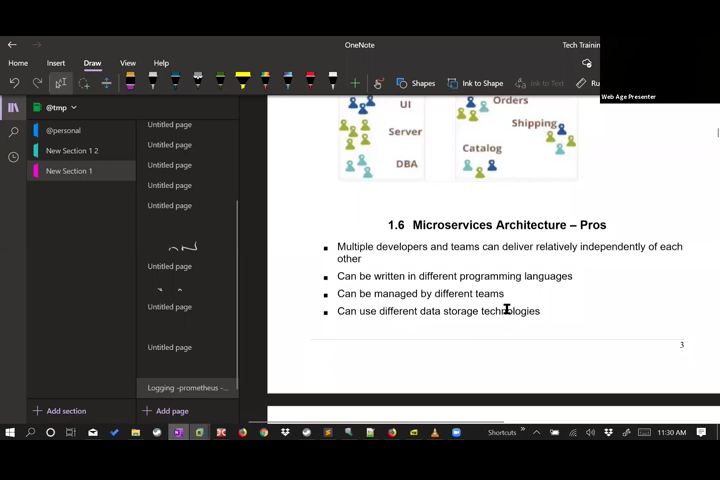 OneNote
Tech Trainin
Home Insert Draw View Help
Shapes Ink to Shape Ink to Text Ru
Web Age Presenter
@tmp
@personal
New Section 1 2
New Section 1
Untitled page
Untitled page
Untitled page
Untitled page
Untitled page
Untitled page
Untitled page
Untitled page
Logging -prometheus -...
Add section
Add page
UI
Server
DBA
Orders
Shipping
Catalog
1.6 Microservices Architecture – Pros
Multiple developers and teams can deliver relatively independently of each
other
Can be written in different programming languages
Can be managed by different teams
Can use different data storage technologies
3
Shortcuts
11:30 AM